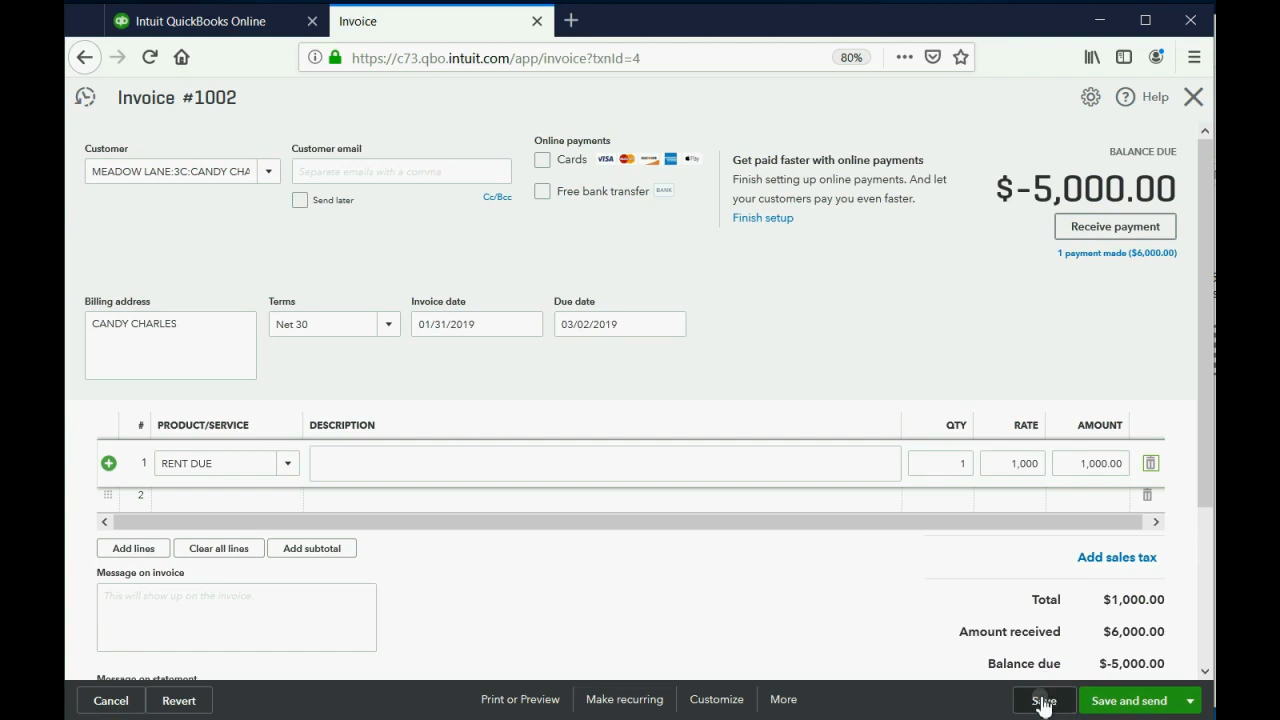 Intuit QuickBooks Online
Invoice
https://c73.qbo.intuit.com/app/invoice?txnId=4
80%
Invoice #1002
Help
Customer
MEADOW LANE:3C:CANDY CHA
Customer email
Separate emails with a comma
Send later
Cc/Bcc
Online payments
Cards VISA
Free bank transfer BANK
Get paid faster with online payments
Finish setting up online payments. And let
your customers pay you even faster.
Finish setup
BALANCE DUE
$-5,000.00
Receive payment
1 payment made ($6,000.00)
Billing address
CANDY CHARLES
Terms
Net 30
Invoice date
01/31/2019
Due date
03/02/2019
# PRODUCT/SERVICE DESCRIPTION QTY RATE AMOUNT
1 RENT DUE 1 1,000 1,000.00
2
Add lines Clear all lines Add subtotal
Add sales tax
Message on invoice
This will show up on the invoice.
Total $1,000.00
Amount received $6,000.00
Balance due $-5,000.00
Message on statement
Cancel Revert Print or Preview Make recurring Customize More Save Save and send